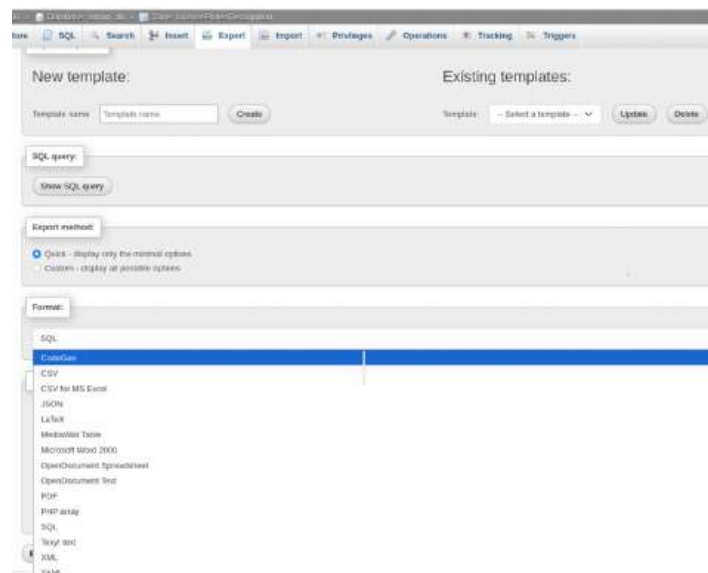 SQL Search Insert Export Import Privileges Operations Tracking Triggers
New template:
Existing templates:
Template name Template name Create
Template: -- Select a template -- Update Delete
SQL query:
Show SQL query
Export method:
Quick - display only the minimal options
Custom - display all possible options
Format:
SQL
CodeGen
CSV
CSV for MS Excel
JSON
LaTeX
MediaWiki Table
Microsoft Word 2000
OpenDocument Spreadsheet
OpenDocument Text
PDF
PHP array
SQL
Texy! text
XML
YAML